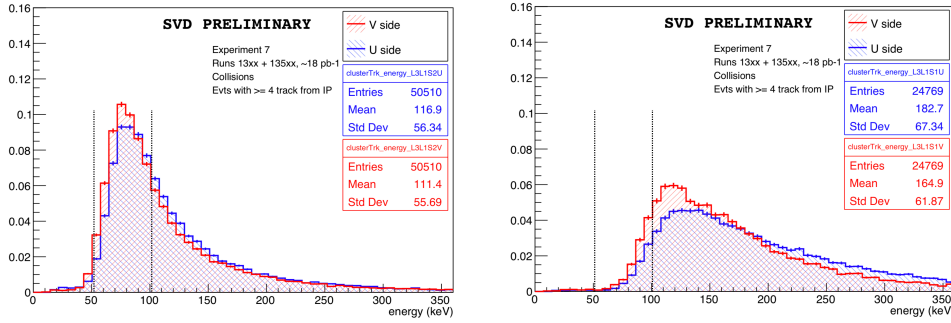 SVD PRELIMINARY
V side
U side
Experiment 7
Runs 13xx + 135xx, ~18 pb-1
Collisions
Evts with >= 4 track from IP
clusterTrk_energy_L3L1S2U
Entries 50510
Mean 116.9
Std Dev 56.34
clusterTrk_energy_L3L1S2V
Entries 50510
Mean 111.4
Std Dev 55.69
0.16
0.14
0.12
0.1
0.08
0.06
0.04
0.02
0
0 50 100 150 200 250 300 350
energy (keV)
SVD PRELIMINARY
V side
U side
Experiment 7
Runs 13xx + 135xx, ~18 pb-1
Collisions
Evts with >= 4 track from IP
clusterTrk_energy_L3L1S1U
Entries 24769
Mean 182.7
Std Dev 67.34
clusterTrk_energy_L3L1S1V
Entries 24769
Mean 164.9
Std Dev 61.87
0.16
0.14
0.12
0.1
0.08
0.06
0.04
0.02
0
0 50 100 150 200 250 300 350
energy (keV)